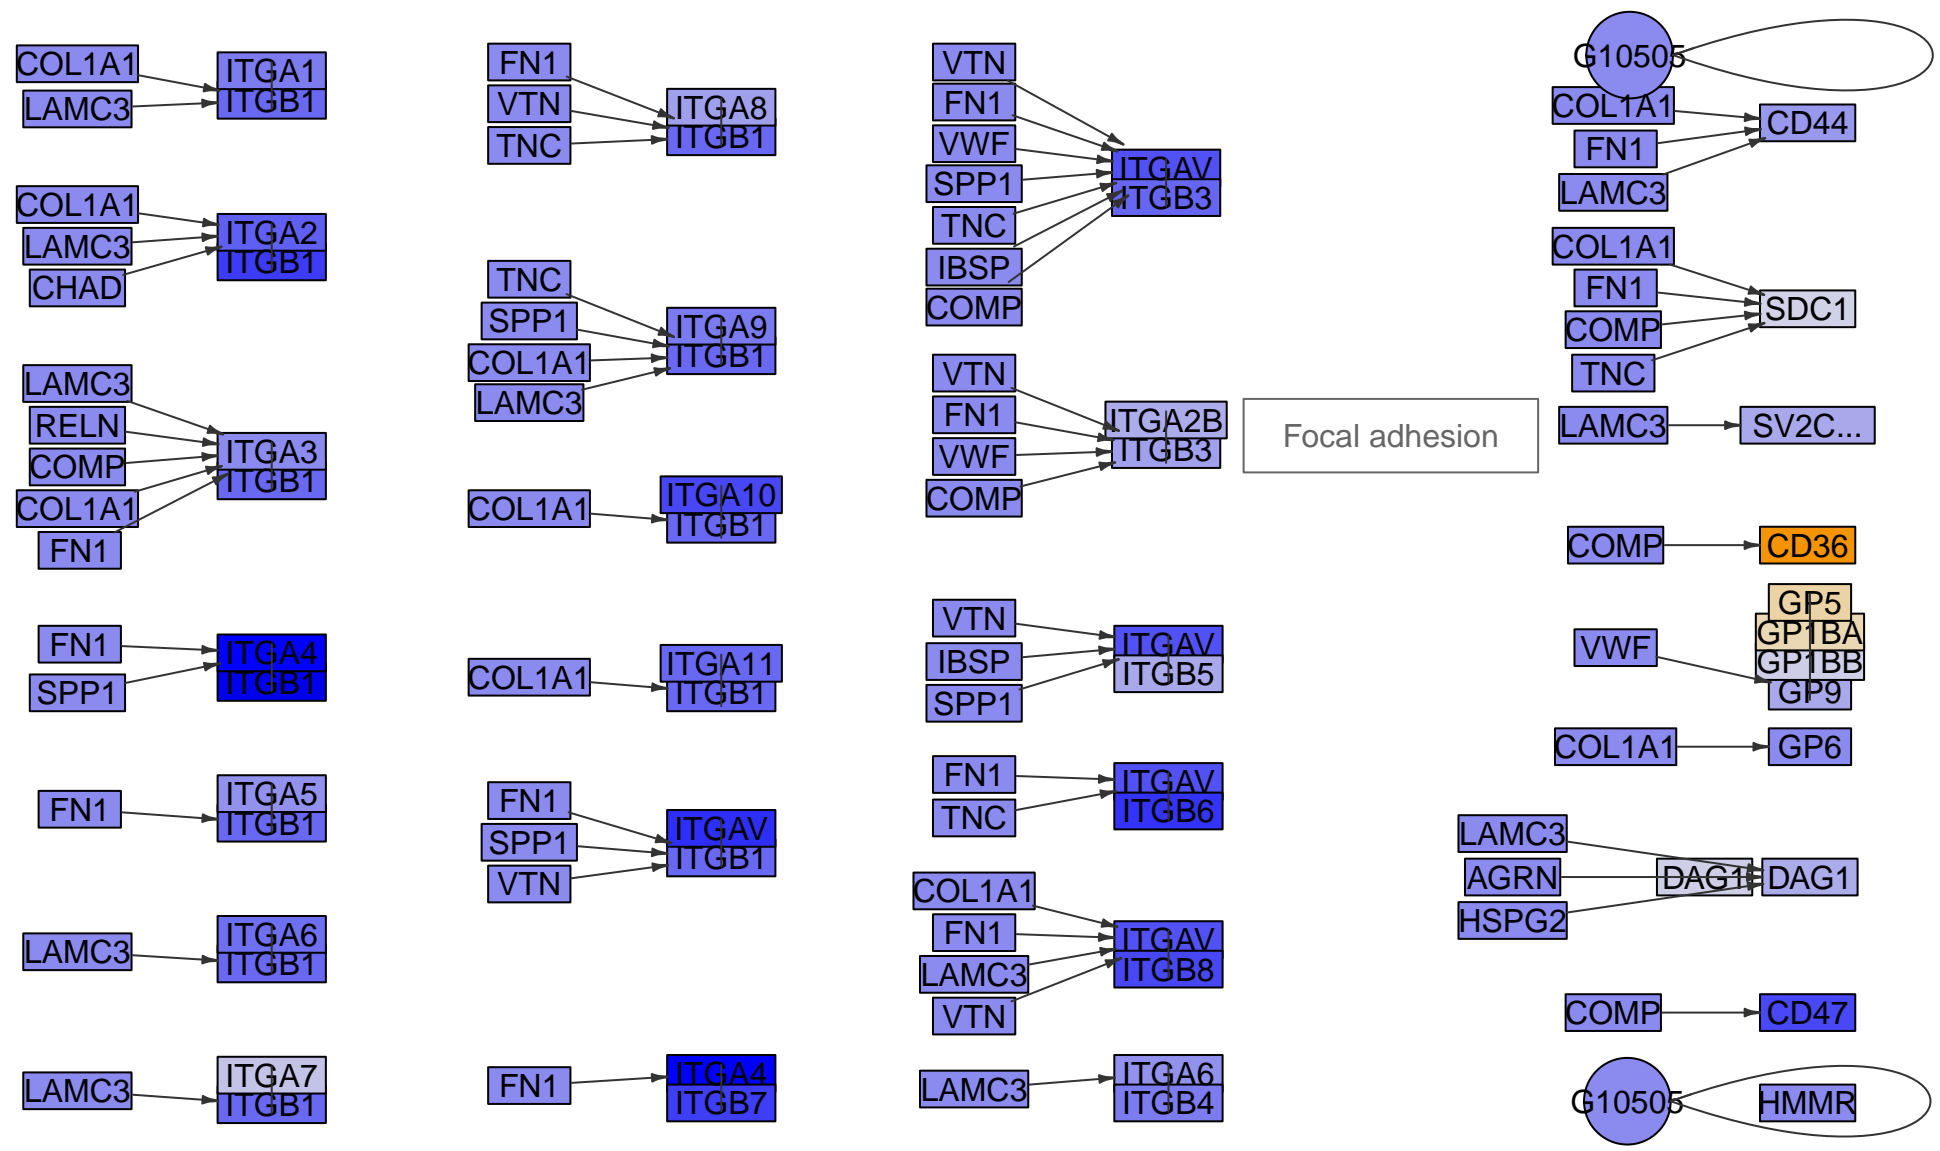 COL1A1
LAMC3
ITGA1
ITGB1
COL1A1
LAMC3
CHAD
ITGA2
ITGB1
LAMC3
RELN
COMP
COL1A1
FN1
ITGA3
ITGB1
FN1
SPP1
ITGA4
ITGB1
FN1
ITGA5
ITGB1
LAMC3
ITGA6
ITGB1
LAMC3
ITGA7
ITGB1
FN1
VTN
TNC
ITGA8
ITGB1
TNC
SPP1
COL1A1
LAMC3
ITGA9
ITGB1
COL1A1
ITGA10
ITGB1
COL1A1
ITGA11
ITGB1
FN1
SPP1
VTN
ITGAV
ITGB1
FN1
ITGA4
ITGB7
VTN
FN1
VWF
SPP1
TNC
IBSP
COMP
ITGAV
ITGB3
VTN
FN1
VWF
COMP
ITGA2B
ITGB3
Focal adhesion
VTN
IBSP
SPP1
ITGAV
ITGB5
FN1
TNC
ITGAV
ITGB6
COL1A1
FN1
LAMC3
VTN
ITGAV
ITGB8
LAMC3
ITGA6
ITGB4
G10505
COL1A1
FN1
LAMC3
CD44
COL1A1
FN1
COMP
TNC
SDC1
LAMC3
SV2C...
COMP
CD36
VWF
GP5
GP1BA
GP1BB
GP9
COL1A1
GP6
LAMC3
AGRN
HSPG2
DAG1
DAG1
COMP
CD47
G10505
HMMR